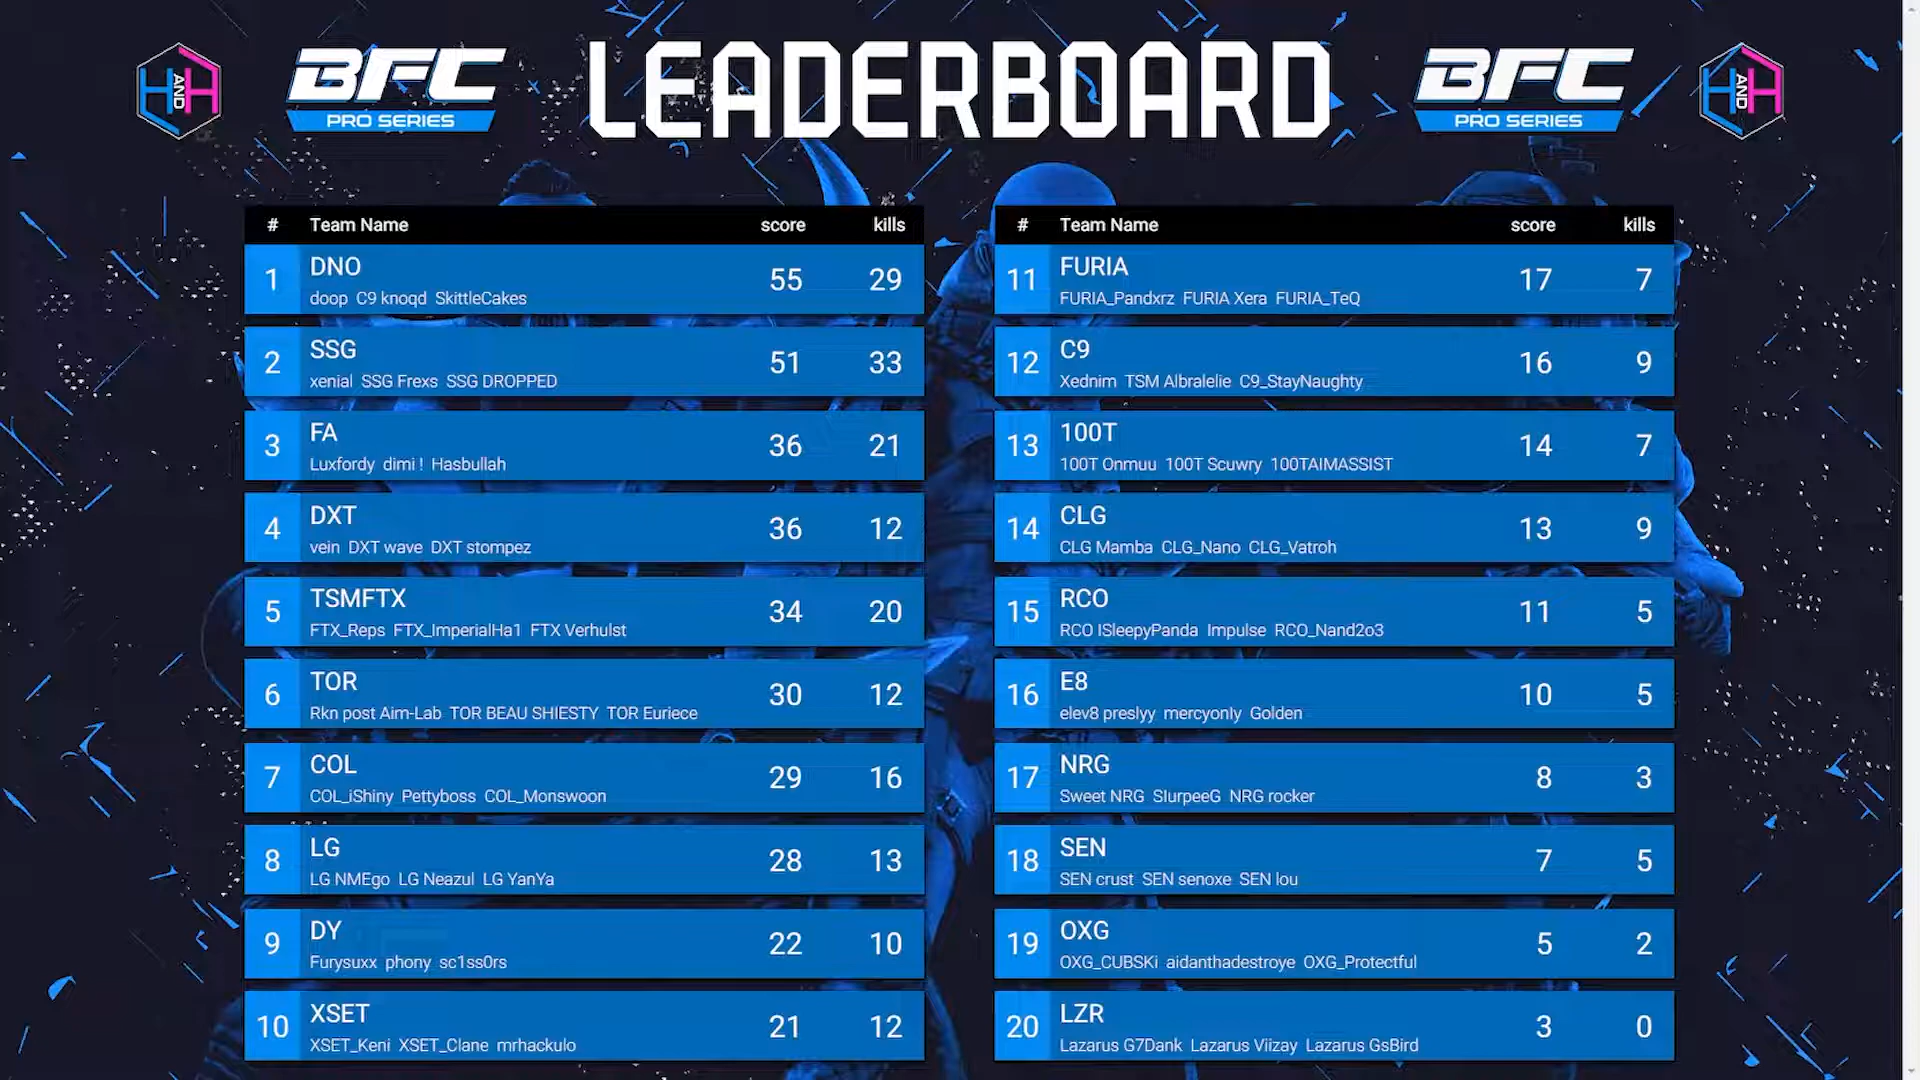 H AND H
BFC
PRO SERIES
LEADERBOARD
BFC
PRO SERIES
H AND H
# Team Name score kills
1 DNO 55 29
doop C9 knoqd SkittleCakes
2 SSG 51 33
xenial SSG Frexs SSG DROPPED
3 FA 36 21
Luxfordy dimi ! Hasbullah
4 DXT 36 12
vein DXT wave DXT stompez
5 TSMFTX 34 20
FTX_Reps FTX_ImperialHa1 FTX Verhulst
6 TOR 30 12
Rkn post Aim-Lab TOR BEAU SHIESTY TOR Euriece
7 COL 29 16
COL_iShiny Pettyboss COL_Monswoon
8 LG 28 13
LG NMEgo LG Neazul LG YanYa
9 DY 22 10
Furysuxx phony sc1ss0rs
10 XSET 21 12
XSET_Keni XSET_Clane mrhackulo
# Team Name score kills
11 FURIA 17 7
FURIA_Pandxrz FURIA Xera FURIA_TeQ
12 C9 16 9
Xednim TSM Albralelie C9_StayNaughty
13 100T 14 7
100T Onmuu 100T Scuwry 100TAIMASSIST
14 CLG 13 9
CLG Mamba CLG_Nano CLG_Vatroh
15 RCO 11 5
RCO ISleepyPanda Impulse RCO_Nand2o3
16 E8 10 5
elev8 preslyy mercyonly Golden
17 NRG 8 3
Sweet NRG SlurpeeG NRG rocker
18 SEN 7 5
SEN crust SEN senoxe SEN lou
19 OXG 5 2
OXG_CUBSKi aidanthadestroye OXG_Protectful
20 LZR 3 0
Lazarus G7Dank Lazarus Viizay Lazarus GsBird